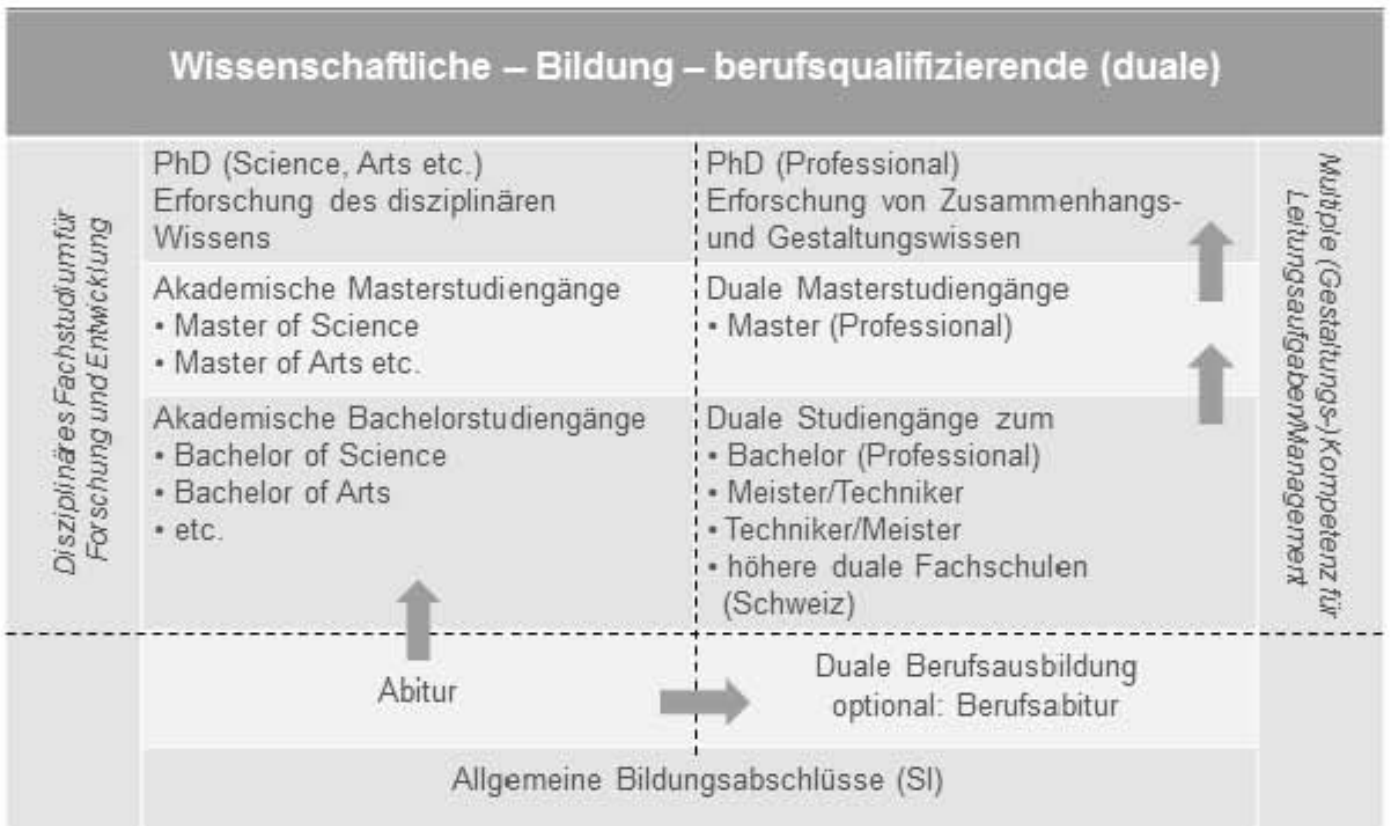 Wissenschaftliche – Bildung – berufsqualifizierende (duale)
Disziplinäres Fachstudiumfür
Forschung und Entwicklung
PhD (Science, Arts etc.)
Erforschung des disziplinären
Wissens
PhD (Professional)
Erforschung von Zusammenhangs-
und Gestaltungswissen
Multiple (Gestaltungs-)Kompetenz für
Leitungsaufgaben/Management
Akademische Masterstudiengänge
• Master of Science
• Master of Arts etc.
Duale Masterstudiengänge
• Master (Professional)
Akademische Bachelorstudiengänge
• Bachelor of Science
• Bachelor of Arts
• etc.
Duale Studiengänge zum
• Bachelor (Professional)
• Meister/Techniker
• Techniker/Meister
• höhere duale Fachschulen
(Schweiz)
Abitur
Duale Berufsausbildung
optional: Berufsabitur
Allgemeine Bildungsabschlüsse (SI)